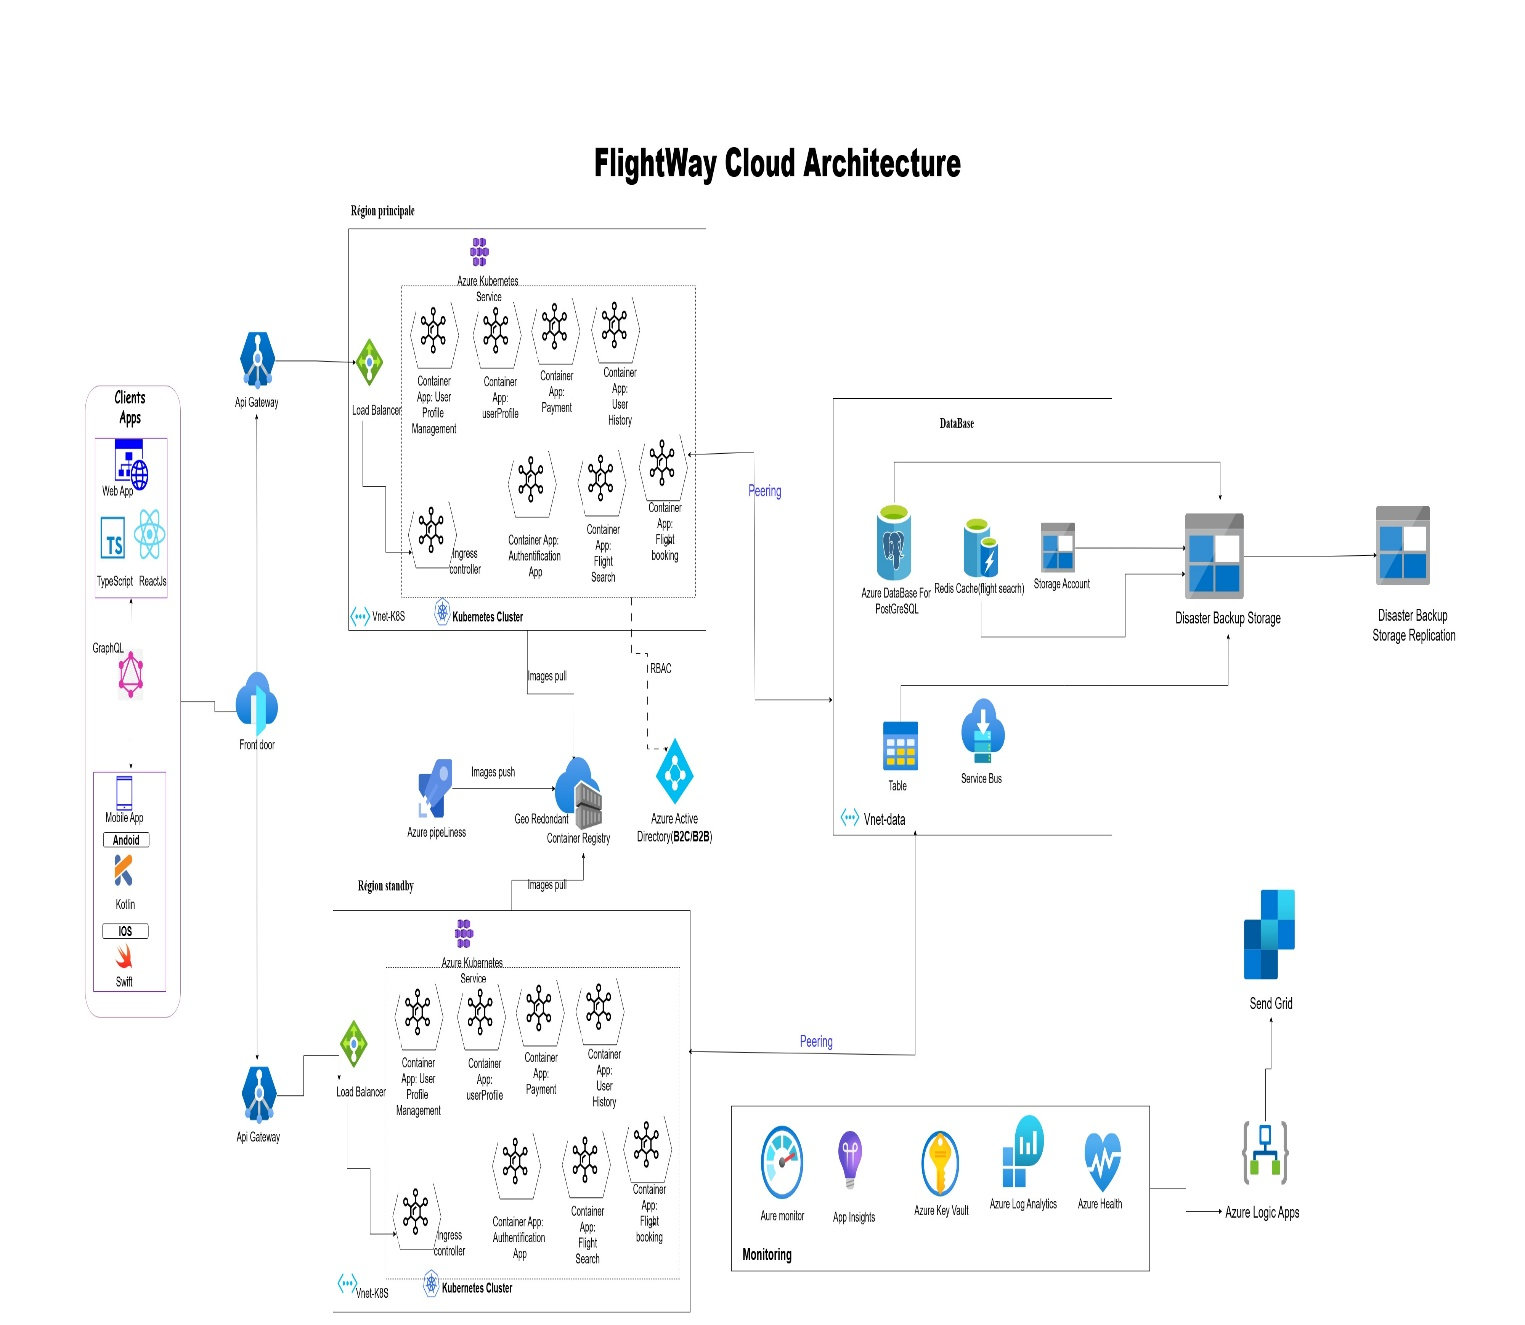 FlightWay Cloud Architecture
Région principale
Azure Kubernetes
Service
Container
App: User
Profile
Management
Container
App:
userProfile
Container
App:
Payment
Container
App:
User
History
Api Gateway
Load Balancer
Clients
Apps
Web App
TypeScript
ReactJs
TS
GraphQL
Mobile App
Andoid
Kotlin
IOS
Swift
Front door
Ingress
controller
Container App:
Authentification
App
Container
App:
Flight
Search
Container
App:
Flight
booking
Vnet-K8S
Kubernetes Cluster
Peering
DataBase
Azure DataBase For
PostGreSQL
Redis Cache(flight seacrh)
Storage Account
Disaster Backup Storage
Disaster Backup
Storage Replication
Table
Service Bus
Vnet-data
Images pull
RBAC
Images push
Azure pipeLiness
Geo Redondant
Container Registry
Azure Active
Directory(B2C/B2B)
Images pull
Région standby
Azure Kubernetes
Service
Container
App: User
Profile
Management
Container
App:
userProfile
Container
App:
Payment
Container
App:
User
History
Load Balancer
Api Gateway
Ingress
controller
Container App:
Authentification
App
Container
App:
Flight
Search
Container
App:
Flight
booking
Vnet-K8S
Kubernetes Cluster
Peering
Aure monitor
App Insights
Azure Key Vault
Azure Log Analytics
Azure Health
Monitoring
Send Grid
Azure Logic Apps